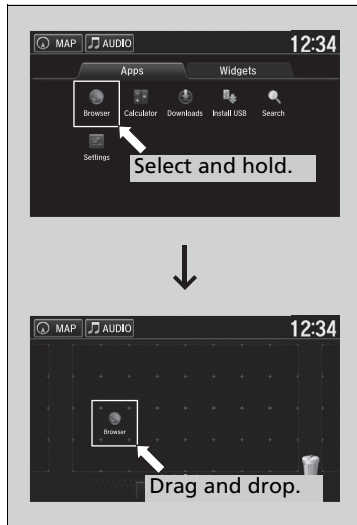 MAP AUDIO 12:34
Apps Widgets
Browser Calculator Downloads Install USB Search
Settings
Select and hold.
MAP AUDIO 12:34
Browser
Drag and drop.